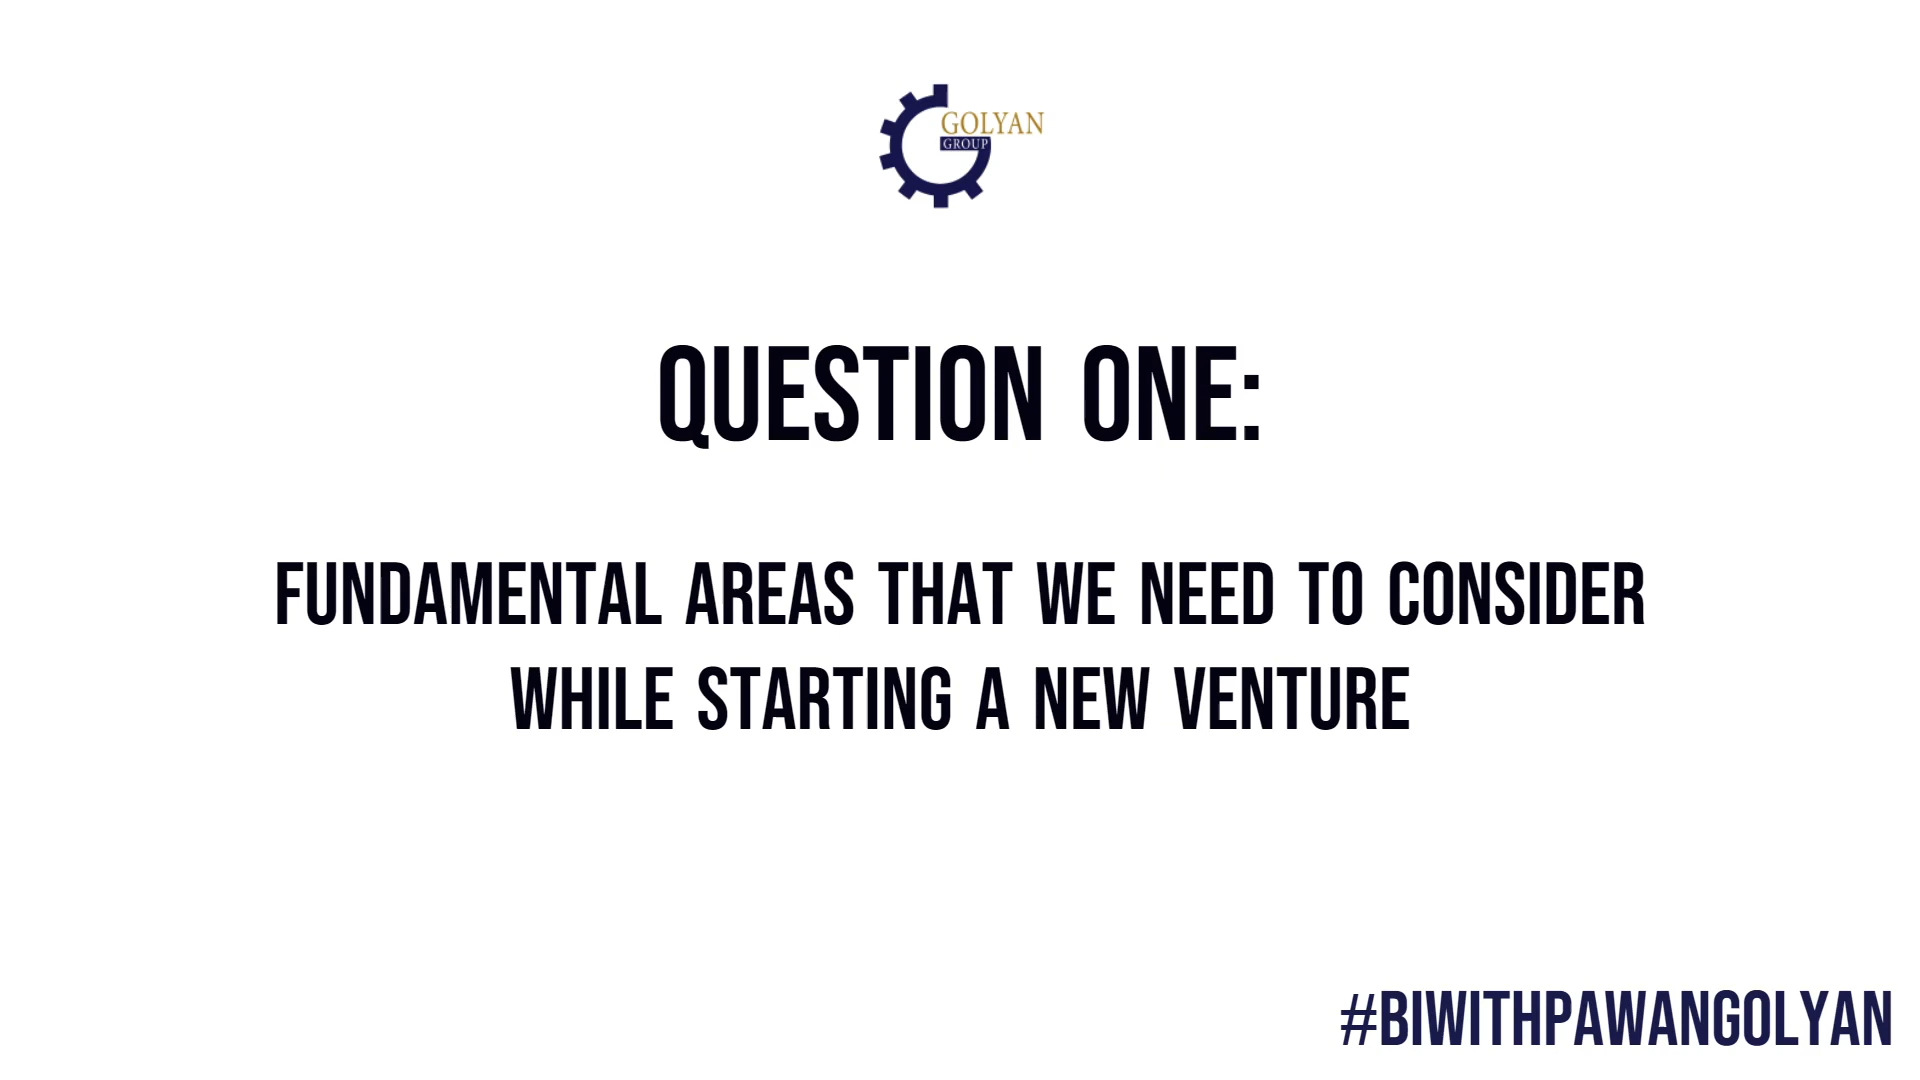 GOLYAN
GROUP
QUESTION ONE:
FUNDAMENTAL AREAS THAT WE NEED TO CONSIDER
WHILE STARTING A NEW VENTURE
#BIWITHPAWANGOLYAN